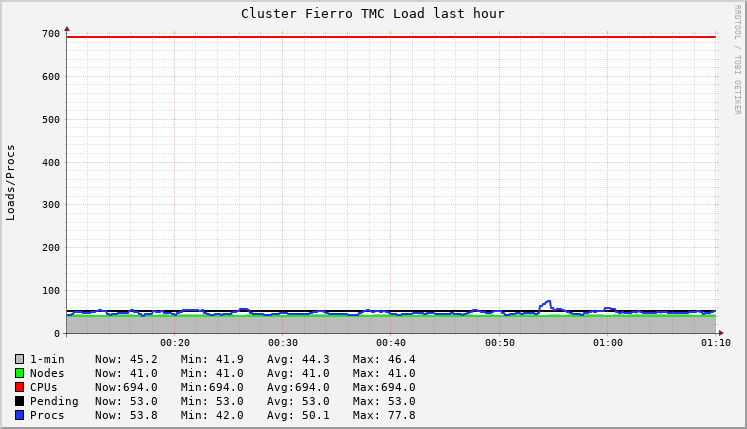 Cluster Fierro TMC Load last hour
RRDTOOL / TOBI OETIKER
Loads/Procs
700
600
500
400
300
200
100
0
00:20 00:30 00:40 00:50 01:00 01:10
1-min Now: 45.2 Min: 41.9 Avg: 44.3 Max: 46.4
Nodes Now: 41.0 Min: 41.0 Avg: 41.0 Max: 41.0
CPUs Now:694.0 Min:694.0 Avg:694.0 Max:694.0
Pending Now: 53.0 Min: 53.0 Avg: 53.0 Max: 53.0
Procs Now: 53.8 Min: 42.0 Avg: 50.1 Max: 77.8